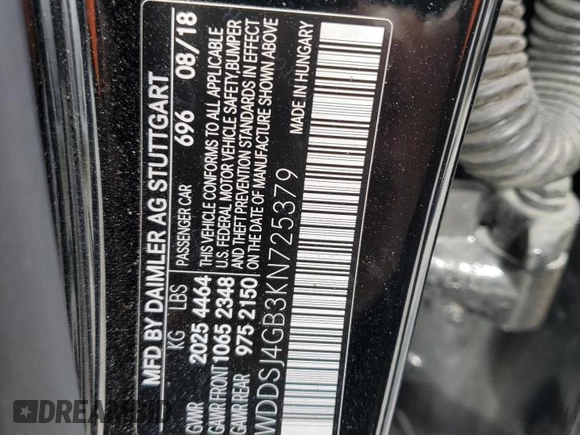 MFD BY DAIMLER AG STUTTGART
KG LBS PASSENGER CAR 696 08/18
GVWR 2025 4464 THIS VEHICLE CONFORMS TO ALL APPLICABLE
GAWR FRONT 1065 2348 U.S. FEDERAL MOTOR VEHICLE SAFETY, BUMPER
GAWR REAR 975 2150 AND THEFT PREVENTION STANDARDS IN EFFECT
ON THE DATE OF MANUFACTURE SHOWN ABOVE
MADE IN HUNGARY
WDDSJ4GB3KN725379
DREAMBID